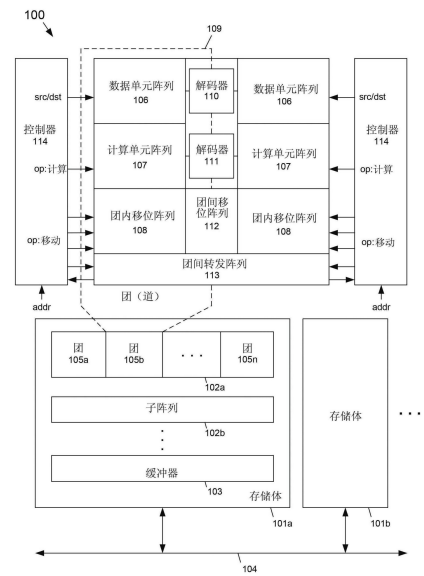 100
109
src/dst
控制器
114
op:计算
op:移动
addr
数据单元阵列
106
解码器
110
数据单元阵列
106
计算单元阵列
107
解码器
111
计算单元阵列
107
团内移位阵列
108
团间移
位阵列
112
团内移位阵列
108
团间转发阵列
113
团（道）
src/dst
控制器
114
op:计算
op:移动
addr
团
105a
团
105b
团
105n
102a
子阵列
102b
缓冲器
103
存储体
101a
存储体
101b
104